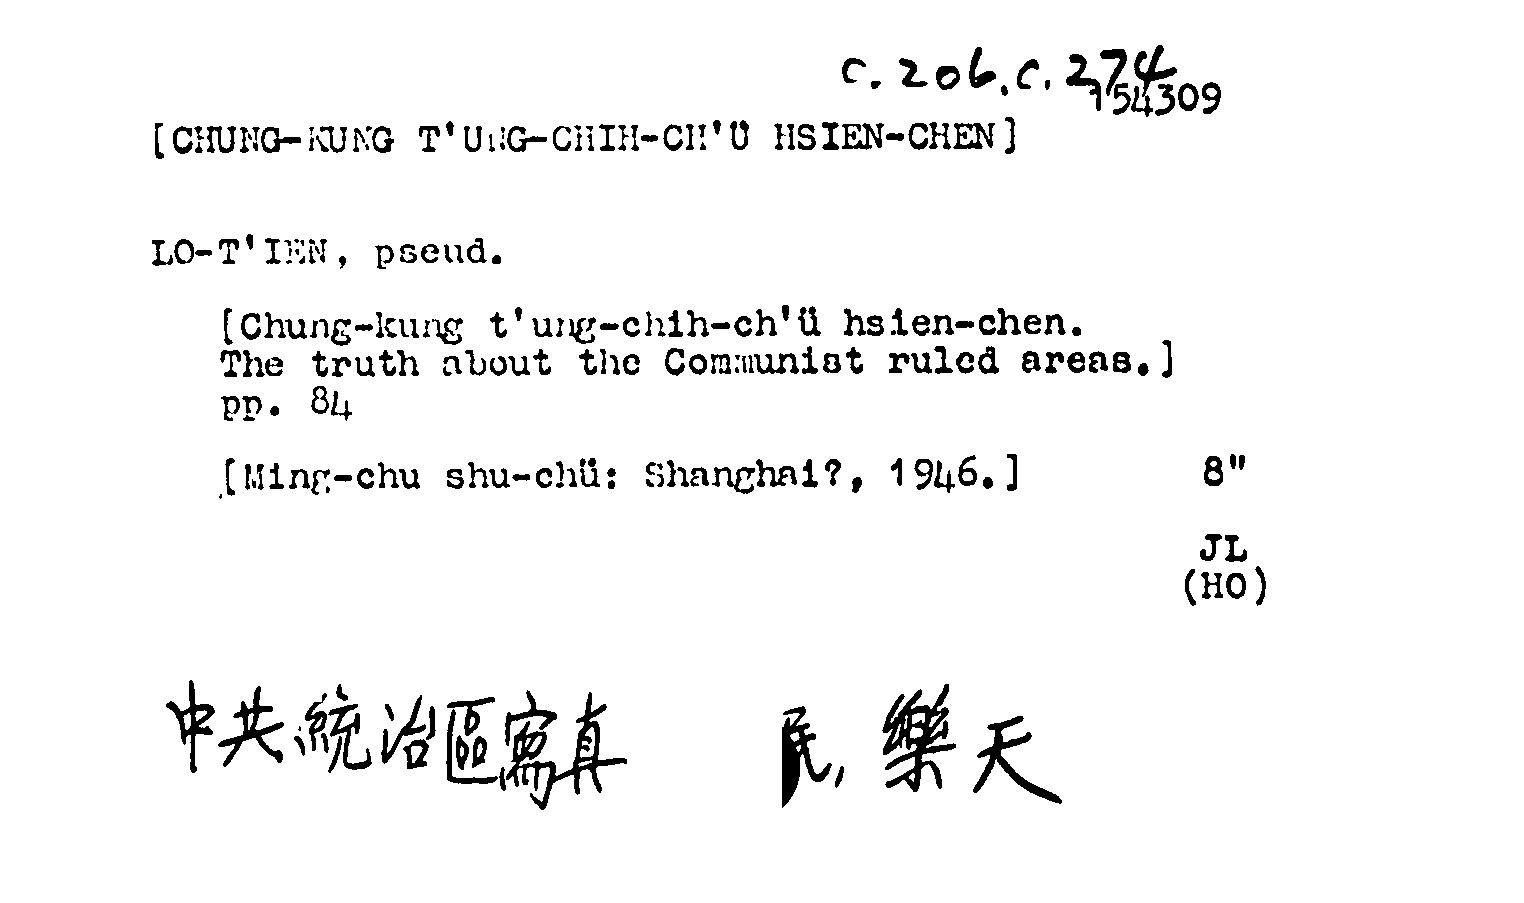 c. 206. c. 274
154309
[CHUNG-KUNG T'UNG-CHIH-CH'Ü HSIEN-CHEN]
LO-T'IEN, pseud.
[Chung-kung t'ung-chih-ch'ü hsien-chen.
The truth about the Communist ruled areas.]
pp. 84
[Ming-chu shu-chü: Shanghai?, 1946.] 8"
JL
(HO)
中共統治區寫真 民, 樂天